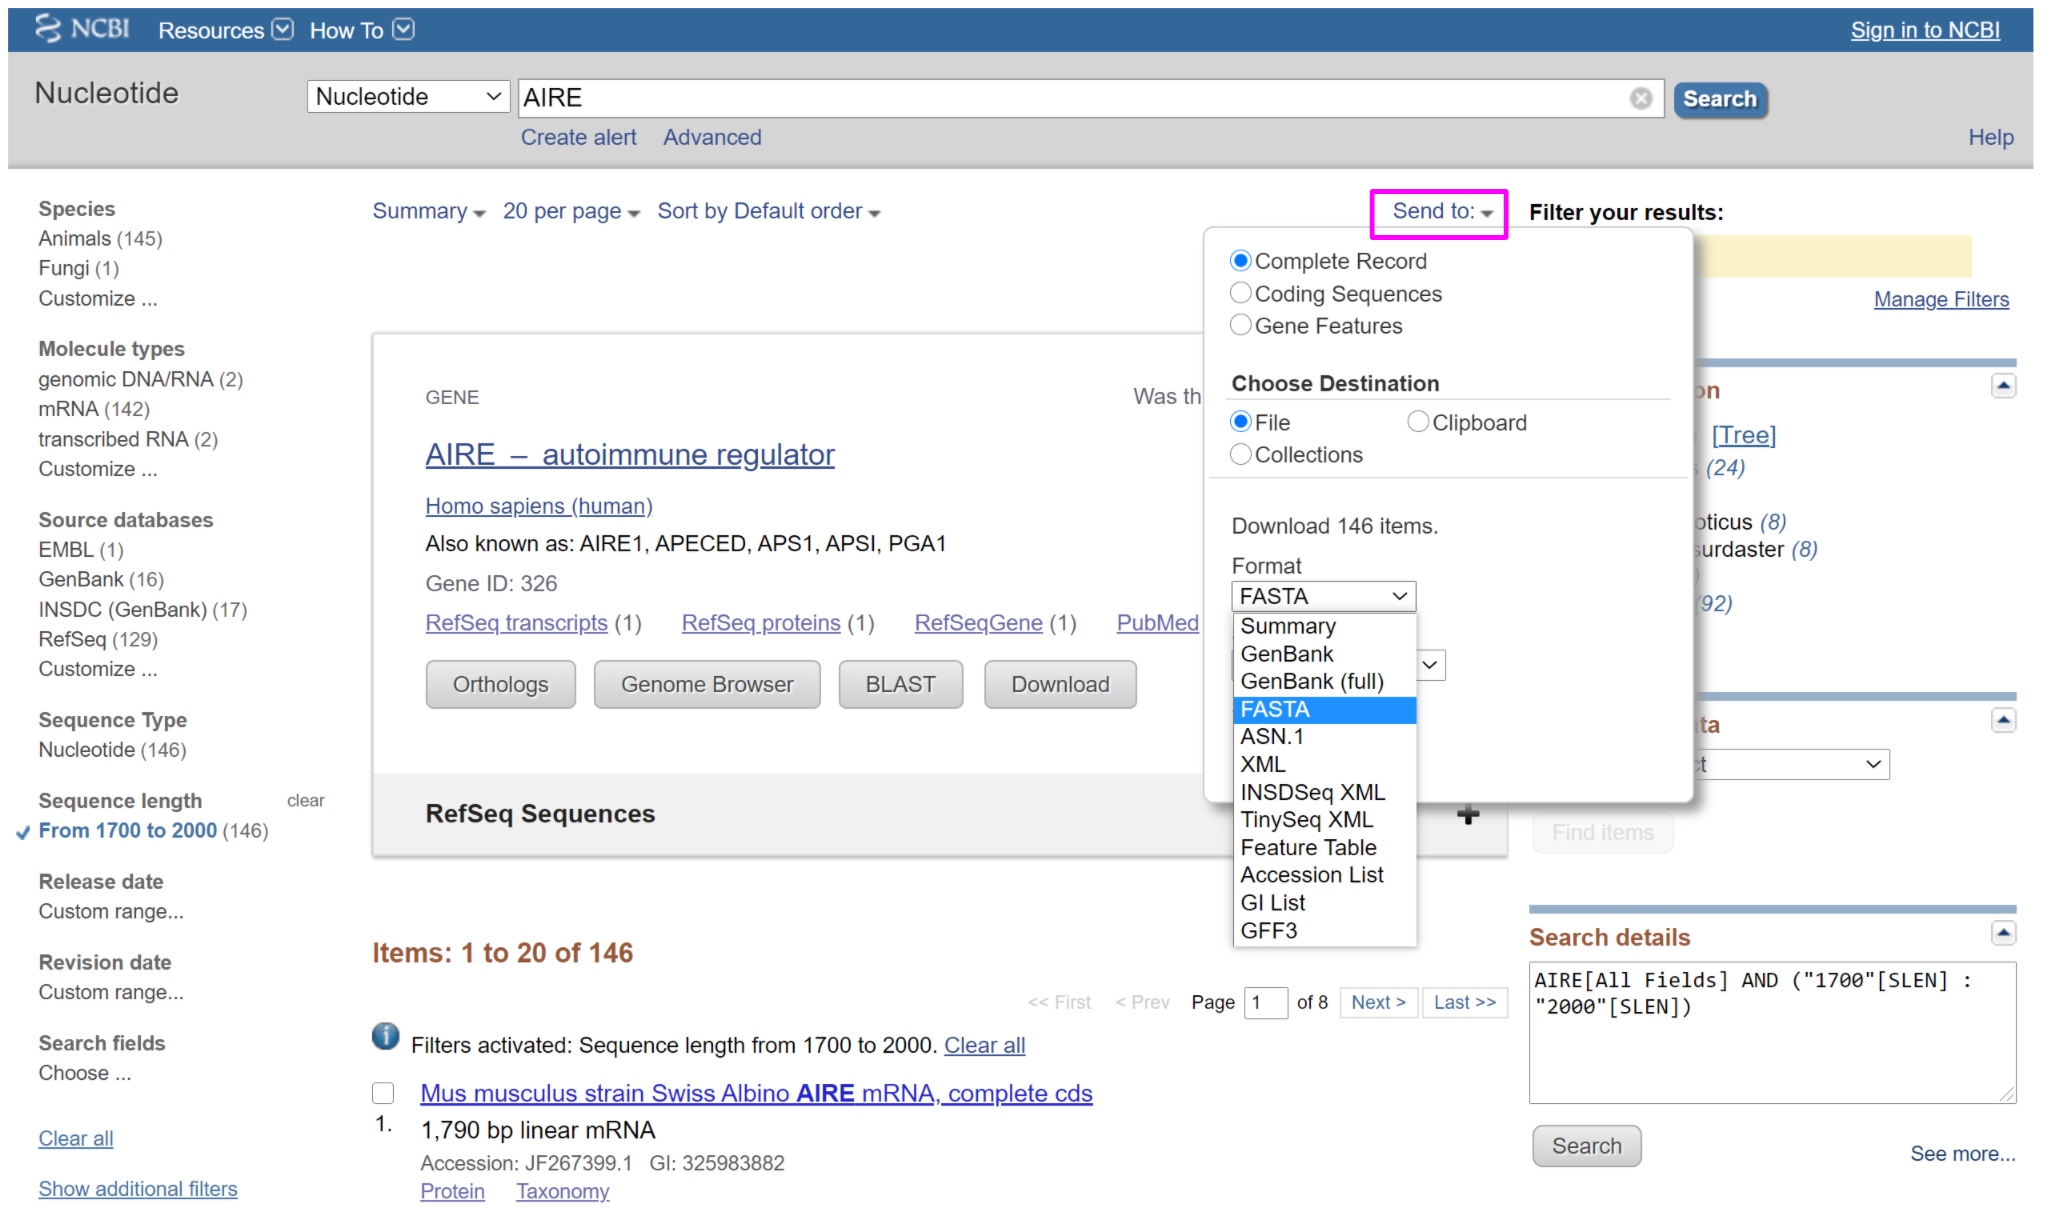 NCBI Resources How To Sign in to NCBI
Nucleotide Nucleotide AIRE Search
Create alert Advanced Help
Species
Animals (145)
Fungi (1)
Customize ...
Molecule types
genomic DNA/RNA (2)
mRNA (142)
transcribed RNA (2)
Customize ...
Source databases
EMBL (1)
GenBank (16)
INSDC (GenBank) (17)
RefSeq (129)
Customize ...
Sequence Type
Nucleotide (146)
Sequence length clear
From 1700 to 2000 (146)
Release date
Custom range...
Revision date
Custom range...
Search fields
Choose ...
Clear all
Show additional filters
Summary 20 per page Sort by Default order Send to:
GENE Was th
AIRE – autoimmune regulator
Homo sapiens (human)
Also known as: AIRE1, APECED, APS1, APSI, PGA1
Gene ID: 326
RefSeq transcripts (1) RefSeq proteins (1) RefSeqGene (1) PubMed
Orthologs Genome Browser BLAST Download
RefSeq Sequences
Complete Record
Coding Sequences
Gene Features
Choose Destination
File Clipboard
Collections
Download 146 items.
Format
FASTA
Summary
GenBank
GenBank (full)
FASTA
ASN.1
XML
INSDSeq XML
TinySeq XML
Feature Table
Accession List
GI List
GFF3
Items: 1 to 20 of 146
<< First < Prev Page 1 of 8 Next > Last >>
Filters activated: Sequence length from 1700 to 2000. Clear all
Mus musculus strain Swiss Albino AIRE mRNA, complete cds
1. 1,790 bp linear mRNA
Accession: JF267399.1 GI: 325983882
Protein Taxonomy
Filter your results:
Manage Filters
on
[Tree]
(24)
oticus (8)
surdaster (8)
(92)
ta
ct
Find items
Search details
AIRE[All Fields] AND ("1700"[SLEN] :
"2000"[SLEN])
Search See more...